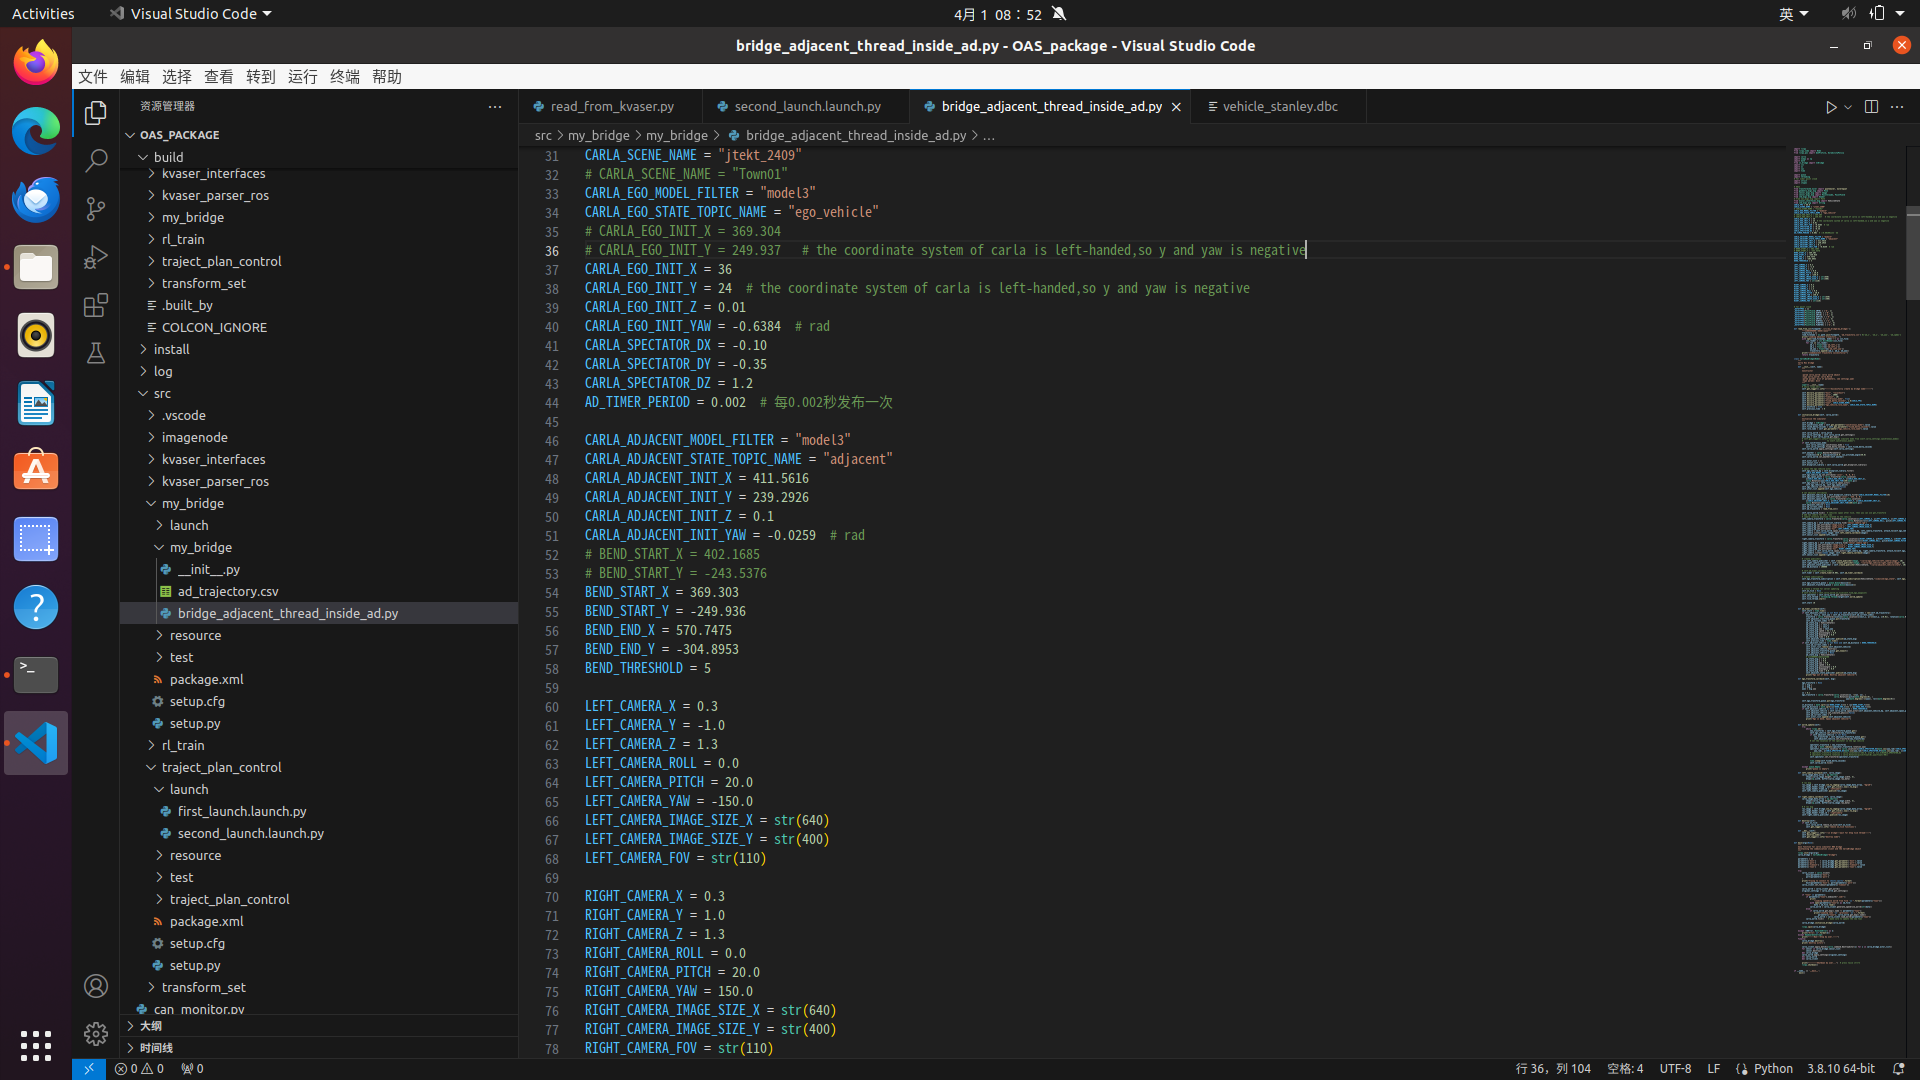 Activities
Visual Studio Code
4月 1 08：52
英
bridge_adjacent_thread_inside_ad.py - OAS_package - Visual Studio Code
文件 编辑 选择 查看 转到 运行 终端 帮助
资源管理器
OAS_PACKAGE
build
kvaser_interfaces
kvaser_parser_ros
my_bridge
rl_train
traject_plan_control
transform_set
.built_by
COLCON_IGNORE
install
log
src
.vscode
imagenode
kvaser_interfaces
kvaser_parser_ros
my_bridge
launch
my_bridge
__init__.py
ad_trajectory.csv
bridge_adjacent_thread_inside_ad.py
resource
test
package.xml
setup.cfg
setup.py
rl_train
traject_plan_control
launch
first_launch.launch.py
second_launch.launch.py
resource
test
traject_plan_control
package.xml
setup.cfg
setup.py
transform_set
can_monitor.py
大纲
时间线
read_from_kvaser.py
second_launch.launch.py
bridge_adjacent_thread_inside_ad.py
vehicle_stanley.dbc
src > my_bridge > my_bridge > bridge_adjacent_thread_inside_ad.py > ...
31 CARLA_SCENE_NAME = "jtekt_2409"
32 # CARLA_SCENE_NAME = "Town01"
33 CARLA_EGO_MODEL_FILTER = "model3"
34 CARLA_EGO_STATE_TOPIC_NAME = "ego_vehicle"
35 # CARLA_EGO_INIT_X = 369.304
36 # CARLA_EGO_INIT_Y = 249.937   # the coordinate system of carla is left-handed,so y and yaw is negative
37 CARLA_EGO_INIT_X = 36
38 CARLA_EGO_INIT_Y = 24  # the coordinate system of carla is left-handed,so y and yaw is negative
39 CARLA_EGO_INIT_Z = 0.01
40 CARLA_EGO_INIT_YAW = -0.6384  # rad
41 CARLA_SPECTATOR_DX = -0.10
42 CARLA_SPECTATOR_DY = -0.35
43 CARLA_SPECTATOR_DZ = 1.2
44 AD_TIMER_PERIOD = 0.002  # 每0.002秒发布一次
45
46 CARLA_ADJACENT_MODEL_FILTER = "model3"
47 CARLA_ADJACENT_STATE_TOPIC_NAME = "adjacent"
48 CARLA_ADJACENT_INIT_X = 411.5616
49 CARLA_ADJACENT_INIT_Y = 239.2926
50 CARLA_ADJACENT_INIT_Z = 0.1
51 CARLA_ADJACENT_INIT_YAW = -0.0259  # rad
52 # BEND_START_X = 402.1685
53 # BEND_START_Y = -243.5376
54 BEND_START_X = 369.303
55 BEND_START_Y = -249.936
56 BEND_END_X = 570.7475
57 BEND_END_Y = -304.8953
58 BEND_THRESHOLD = 5
59
60 LEFT_CAMERA_X = 0.3
61 LEFT_CAMERA_Y = -1.0
62 LEFT_CAMERA_Z = 1.3
63 LEFT_CAMERA_ROLL = 0.0
64 LEFT_CAMERA_PITCH = 20.0
65 LEFT_CAMERA_YAW = -150.0
66 LEFT_CAMERA_IMAGE_SIZE_X = str(640)
67 LEFT_CAMERA_IMAGE_SIZE_Y = str(400)
68 LEFT_CAMERA_FOV = str(110)
69
70 RIGHT_CAMERA_X = 0.3
71 RIGHT_CAMERA_Y = 1.0
72 RIGHT_CAMERA_Z = 1.3
73 RIGHT_CAMERA_ROLL = 0.0
74 RIGHT_CAMERA_PITCH = 20.0
75 RIGHT_CAMERA_YAW = 150.0
76 RIGHT_CAMERA_IMAGE_SIZE_X = str(640)
77 RIGHT_CAMERA_IMAGE_SIZE_Y = str(400)
78 RIGHT_CAMERA_FOV = str(110)
0 0 0
行 36，列 104 空格: 4 UTF-8 LF Python 3.8.10 64-bit